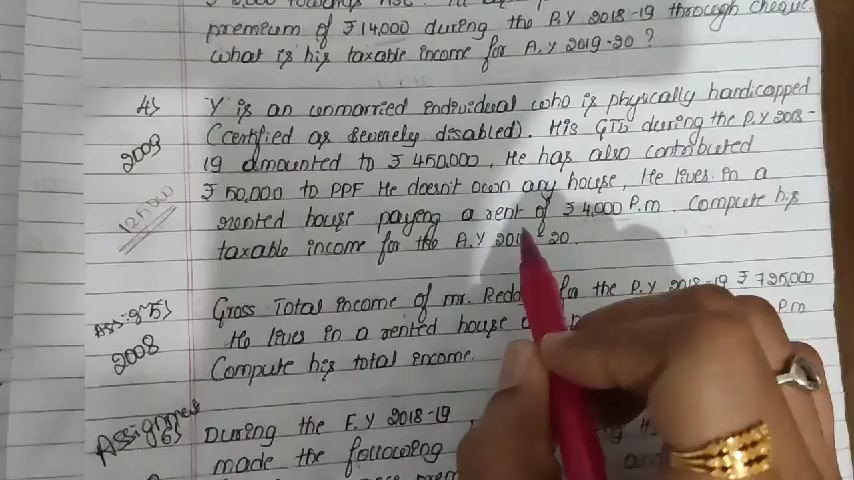 premium of ₹14,000 during the P.Y 2018-19 through cheque.
what is his taxable income for A.Y 2019-20?
4) Y is an unmarried individual who is physically handicapped
2009 (certified as severely disabled). His GTI during the P.Y 2018-
19 amounted to ₹ 450,000. He has also contributed
125000 ₹ 50,000 to PPF He doesn't own any house, He lives in a
rented house paying a rent of ₹ 4,000 P.m. Compute his
taxable income for the A.Y 20 20.
Gross Total income of mr. for the P.Y 2018-19 ₹ 725,000
2008 He lives in a rented house P.m
Compute his total income.
During the F.Y 2018-19
made the following